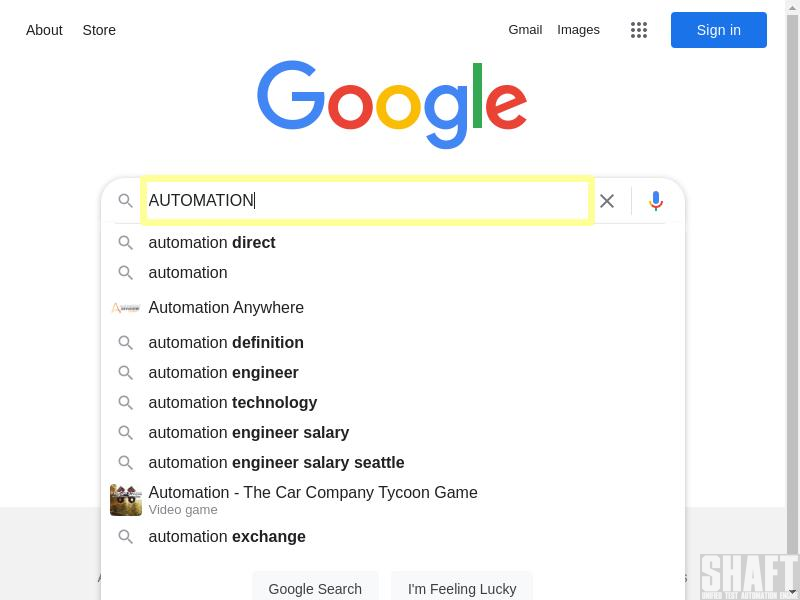 About Store Gmail Images Sign in
Google
AUTOMATION
automation direct
automation
Automation Anywhere
automation definition
automation engineer
automation technology
automation engineer salary
automation engineer salary seattle
Automation - The Car Company Tycoon Game
Video game
automation exchange
Google Search I'm Feeling Lucky
SHAFT